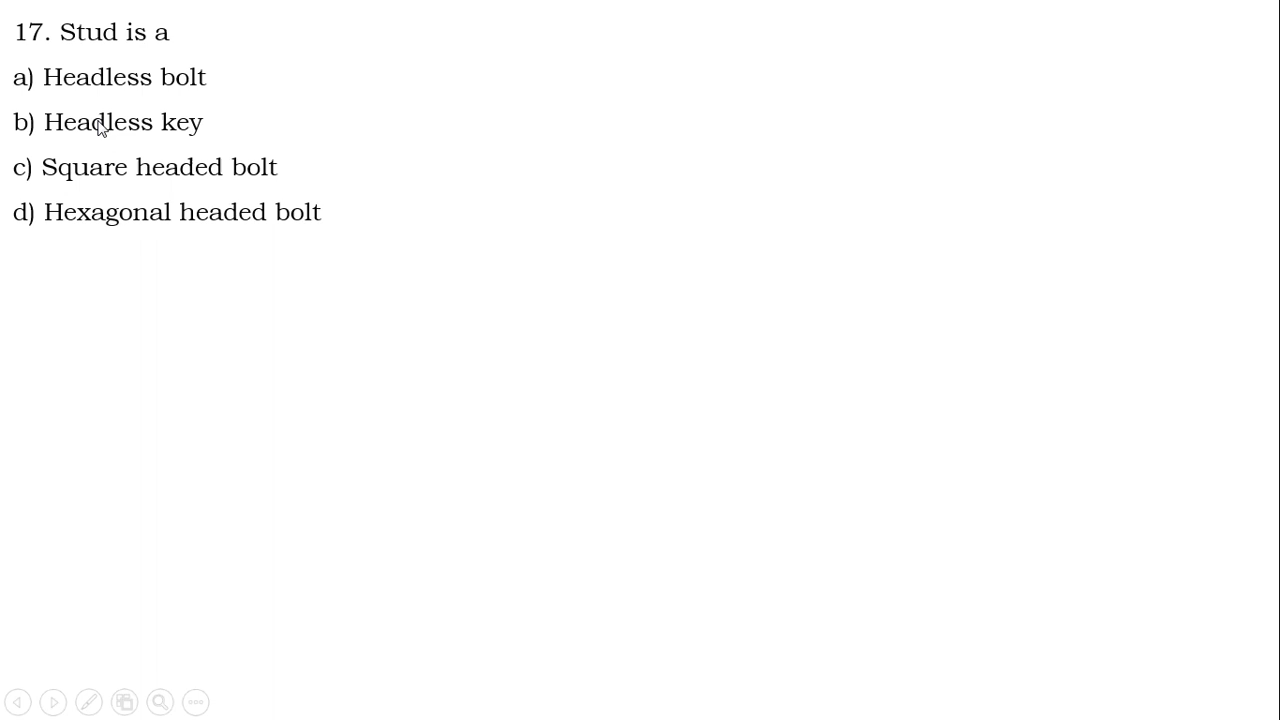 17. Stud is a
a) Headless bolt
b) Headless key
c) Square headed bolt
d) Hexagonal headed bolt